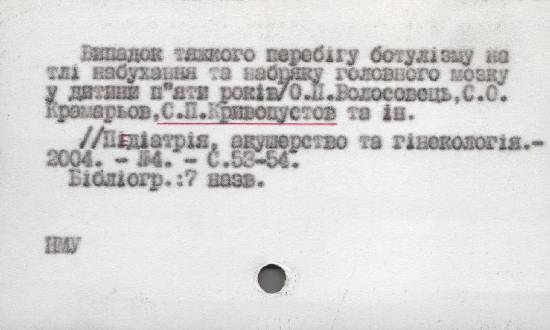 Випадок тяжкого перебігу ботулізму на
тлі набухання та набряку головного мозку
у дитини п"яти років/О.П.Волосовець,С.О.
Крамарьов,С.П.Кривопустов та ін.
//Педіатрія, акушерство та гінекологія.-
2004. - №4. - С.53-54.
Бібліогр.:7 назв.
НМУ